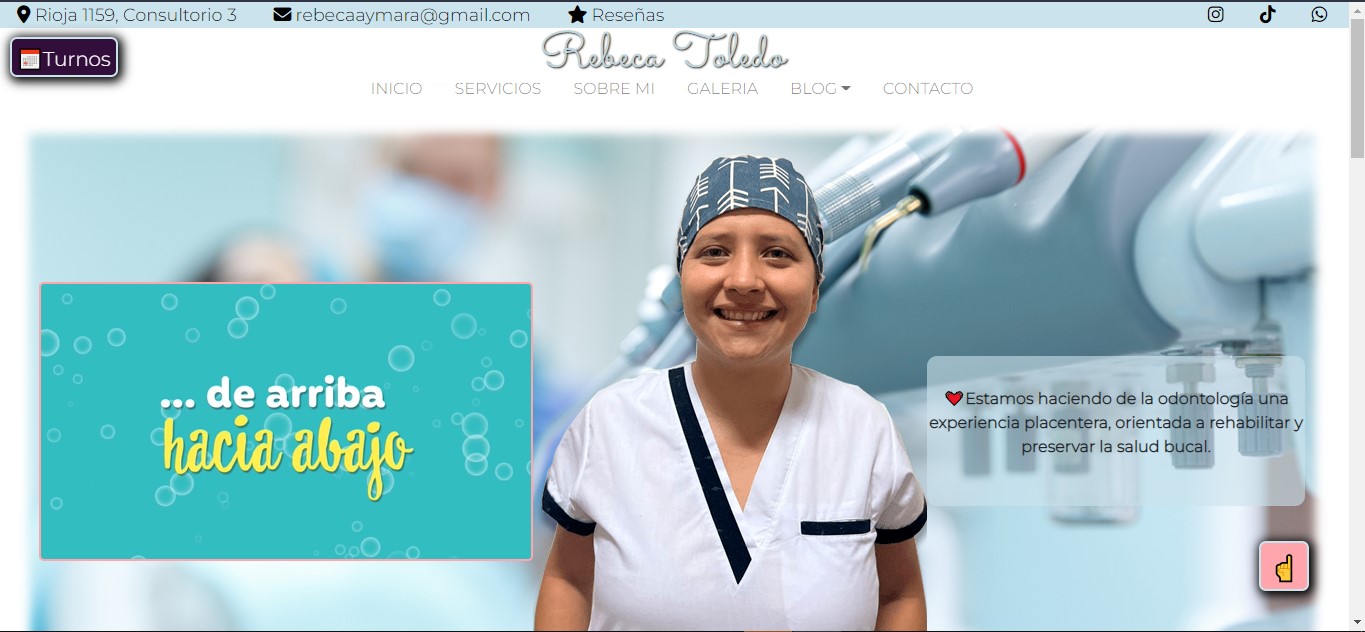 Rioja 1159, Consultorio 3
rebecaaymara@gmail.com
Reseñas
Turnos
Rebeca Toledo
INICIO
SERVICIOS
SOBRE MI
GALERIA
BLOG
CONTACTO
... de arriba
hacia abajo
Estamos haciendo de la odontología una
experiencia placentera, orientada a rehabilitar y
preservar la salud bucal.